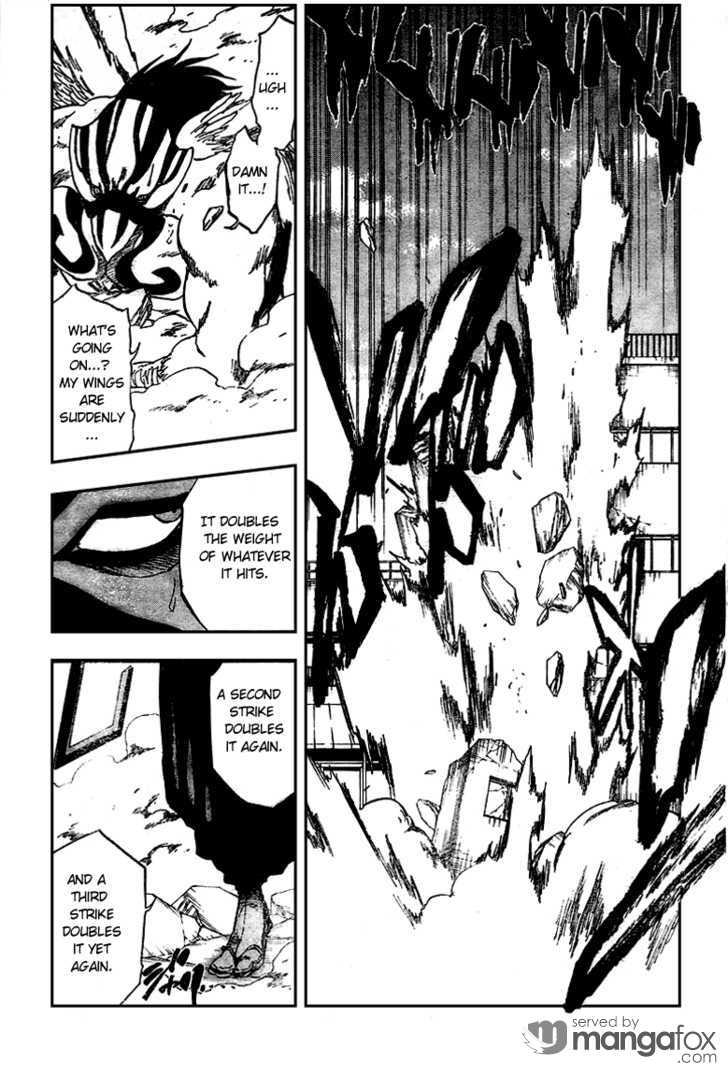 ...
UGH
...
DAMN
IT...!
WHAT'S
GOING
ON...?
MY WINGS
ARE
SUDDENLY
...
IT DOUBLES
THE WEIGHT
OF WHATEVER
IT HITS.
A SECOND
STRIKE
DOUBLES
IT AGAIN.
AND A
THIRD
STRIKE
DOUBLES
IT YET
AGAIN.
served by
mangafox
.com